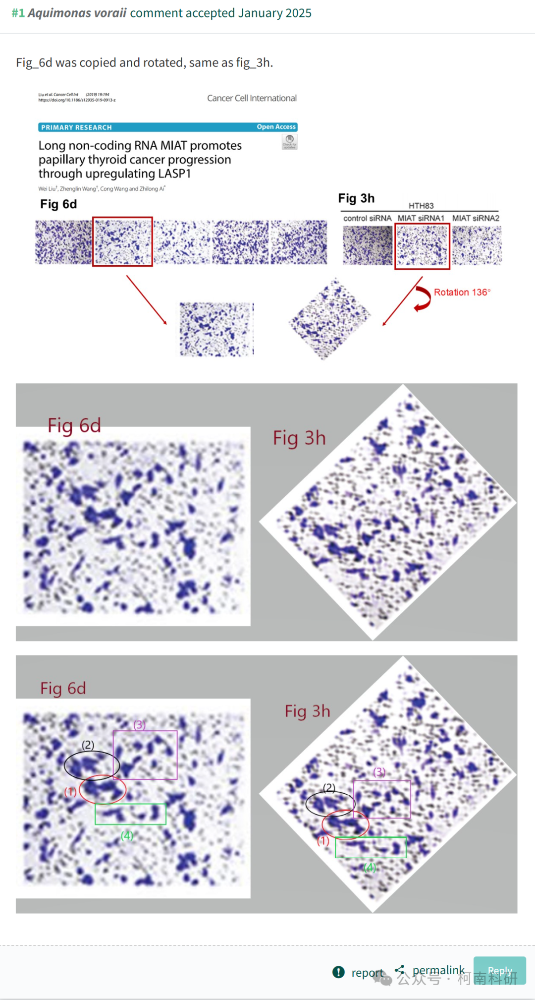 #1 Aquimonas voraii comment accepted January 2025
Fig_6d was copied and rotated, same as fig_3h.
Liu et al. Cancer Cell Int (2019) 19:194
https://doi.org/10.1186/s12935-019-0913-z
Cancer Cell International
PRIMARY RESEARCH
Open Access
Check for
updates
Long non-coding RNA MIAT promotes
papillary thyroid cancer progression
through upregulating LASP1
Wei Liu†, Zhenglin Wang†, Cong Wang and Zhilong Ai*
Fig 6d
Fig 3h
HTH83
control siRNA MIAT siRNA1 MIAT siRNA2
Rotation 136°
Fig 6d
Fig 3h
Fig 6d
(3)
(2)
(1)
(4)
Fig 3h
(3)
(2)
(1)
(4)
report
permalink
Reply
公众号 · 柯南科研